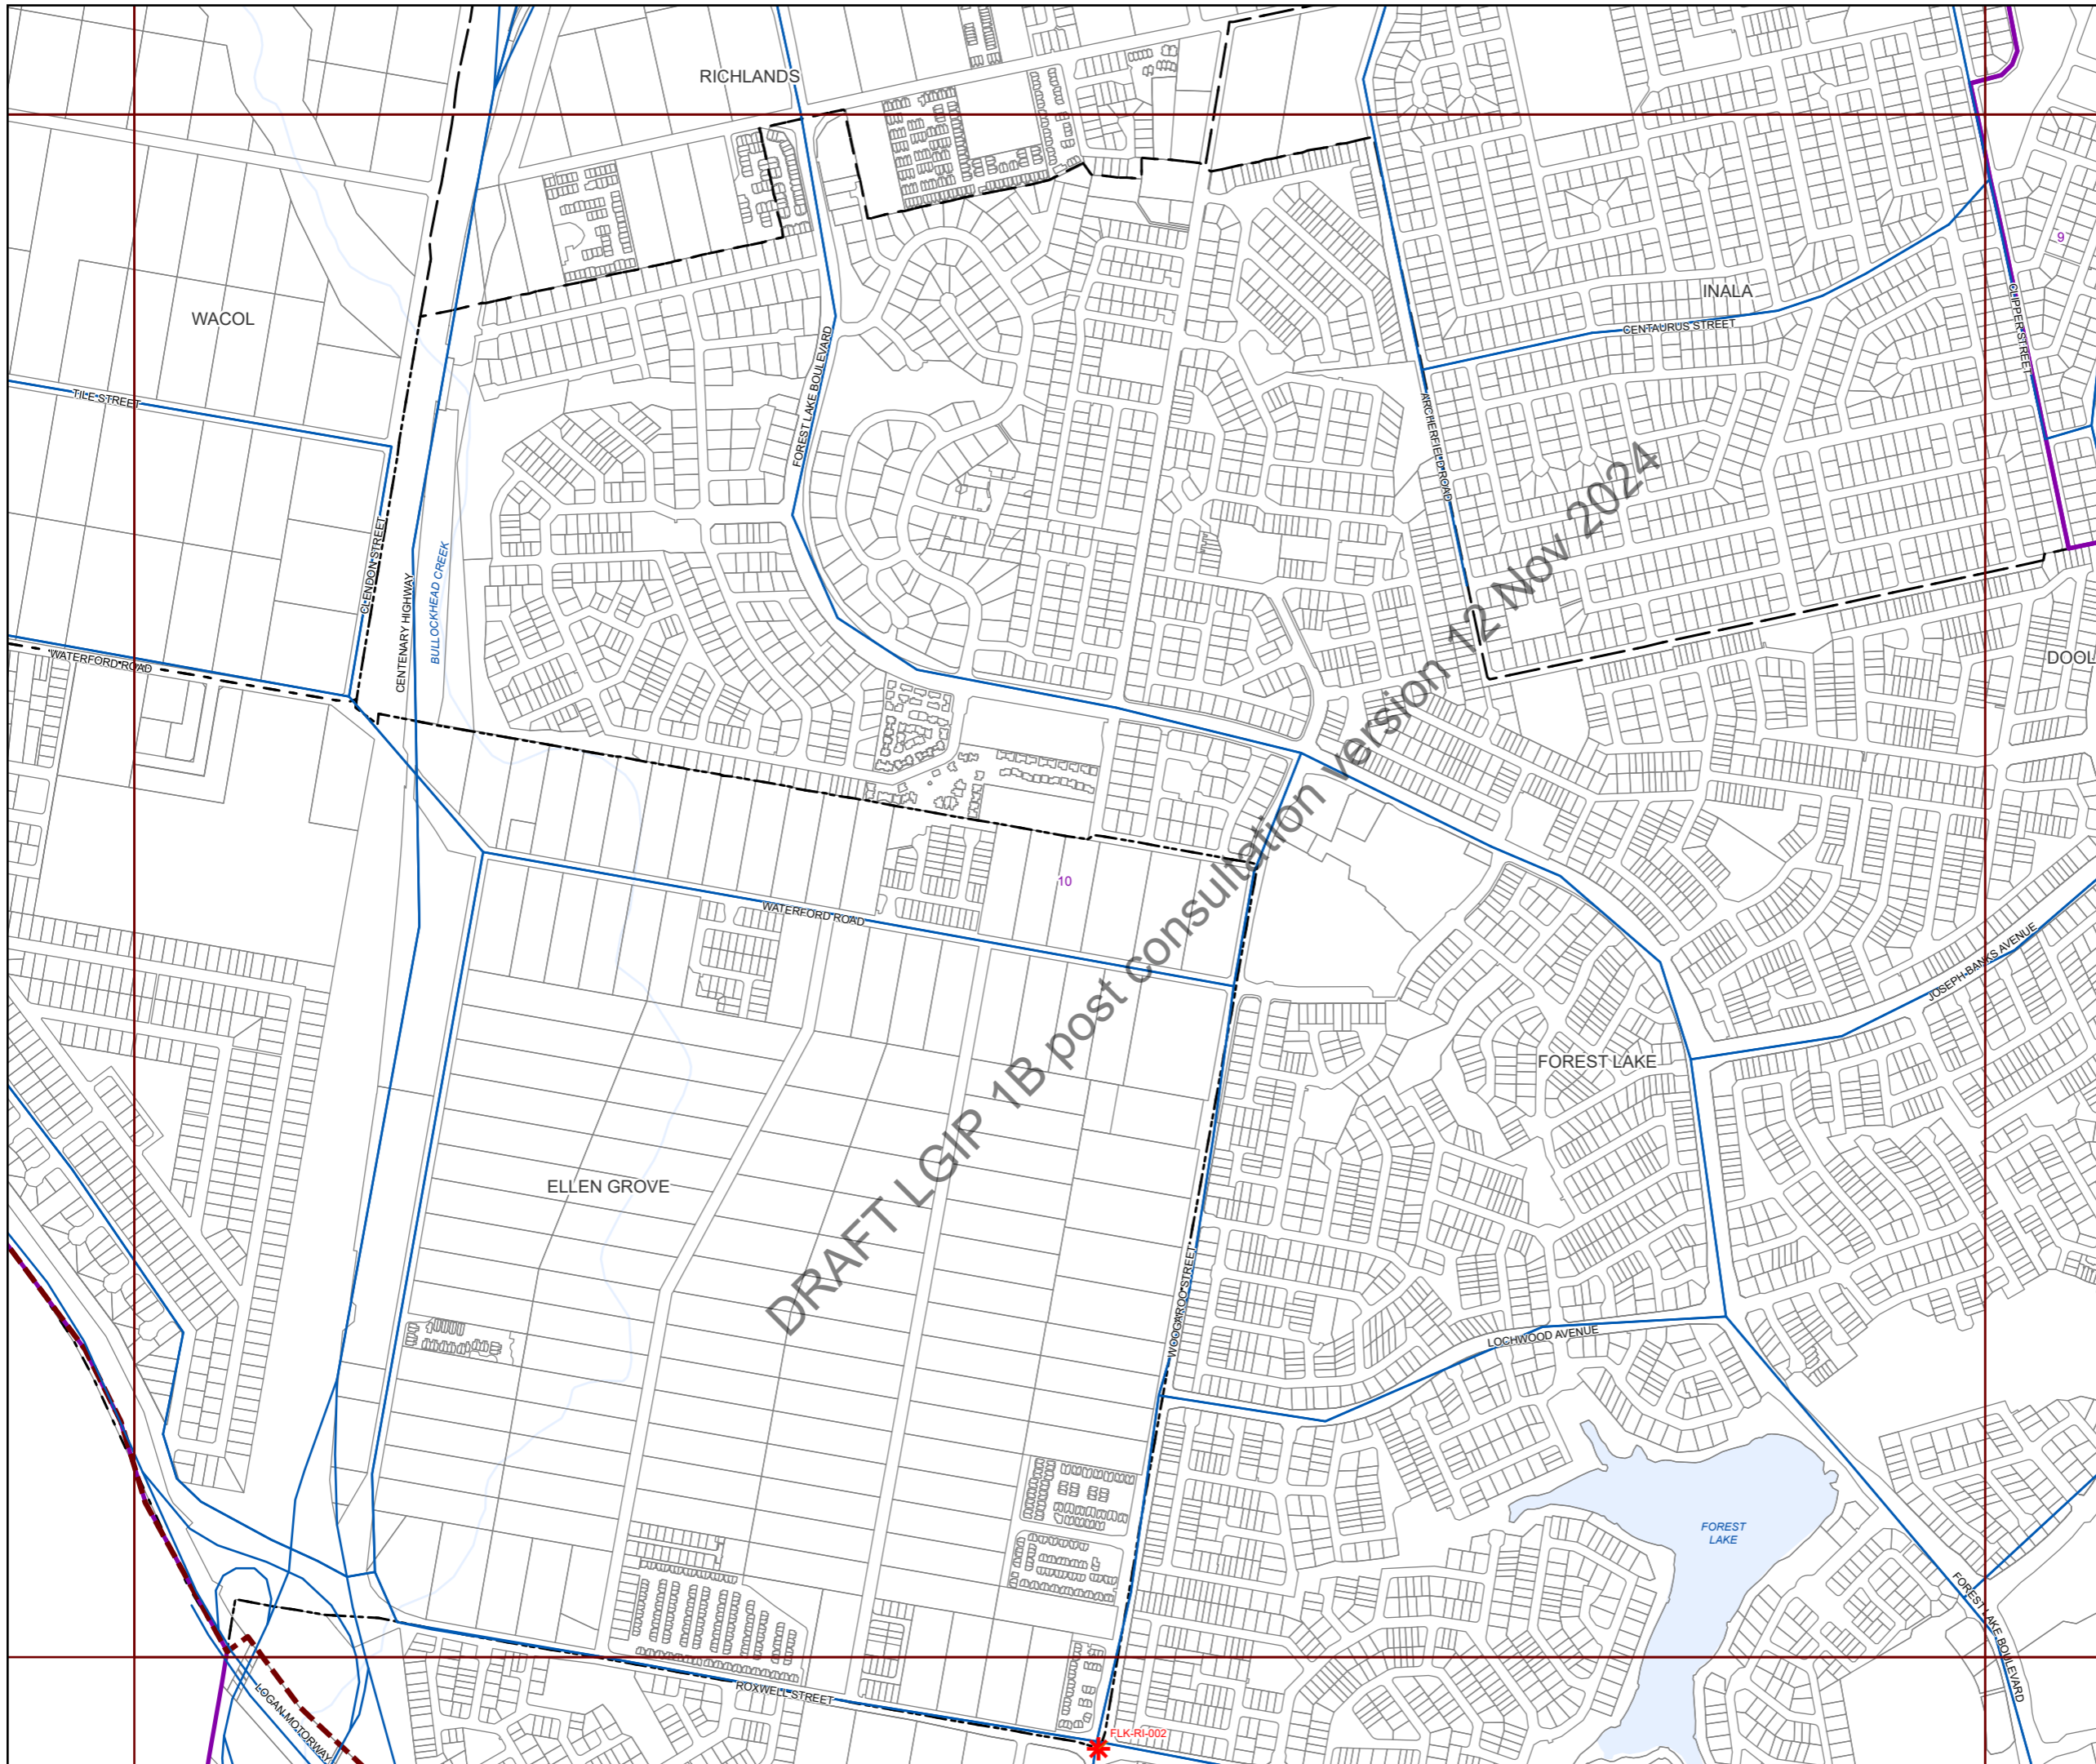 RICHLANDS
9
INALA
WACOL
CENTAURUS STREET
CLIPPER STREET
FOREST LAKE BOULEVARD
TILE STREET
ARCHERFIELD ROAD
CLENDON STREET
CENTENARY HIGHWAY
BULLOCKHEAD CREEK
WATERFORD ROAD
DOOL
10
WATERFORD ROAD
JOSEPH BANKS AVENUE
FOREST LAKE
DRAFT LGIP 1B post consultation version 12 Nov 2024
ELLEN GROVE
WOOGAROO STREET
LOCHWOOD AVENUE
FOREST
LAKE
FOREST LAKE BOULEVARD
LOGAN MOTORWAY
ROXWELL STREET
FLK-RI-002